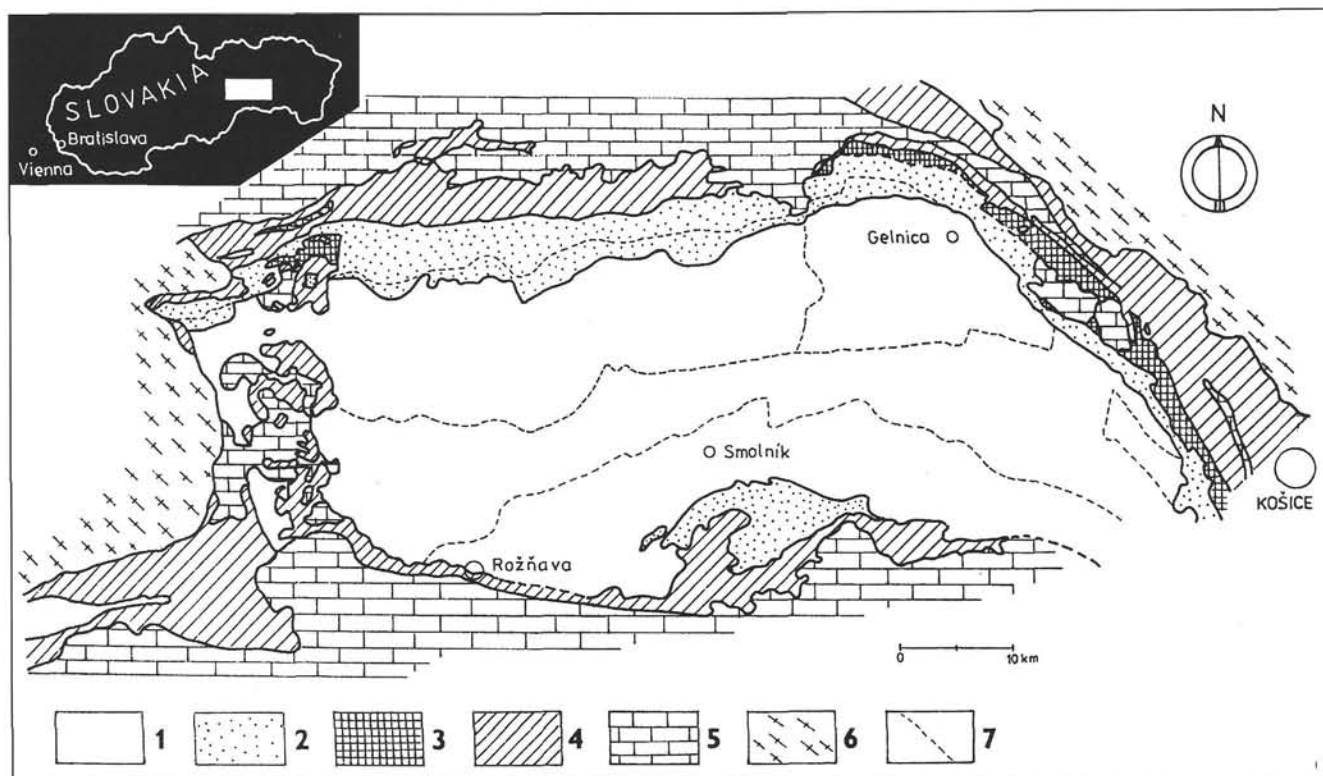 SLOVAKIA
Bratislava
Vienna
N
Gelnica
Smolník
Rožňava
KOŠICE
0 10 km
1 2 3 4 5 6 7